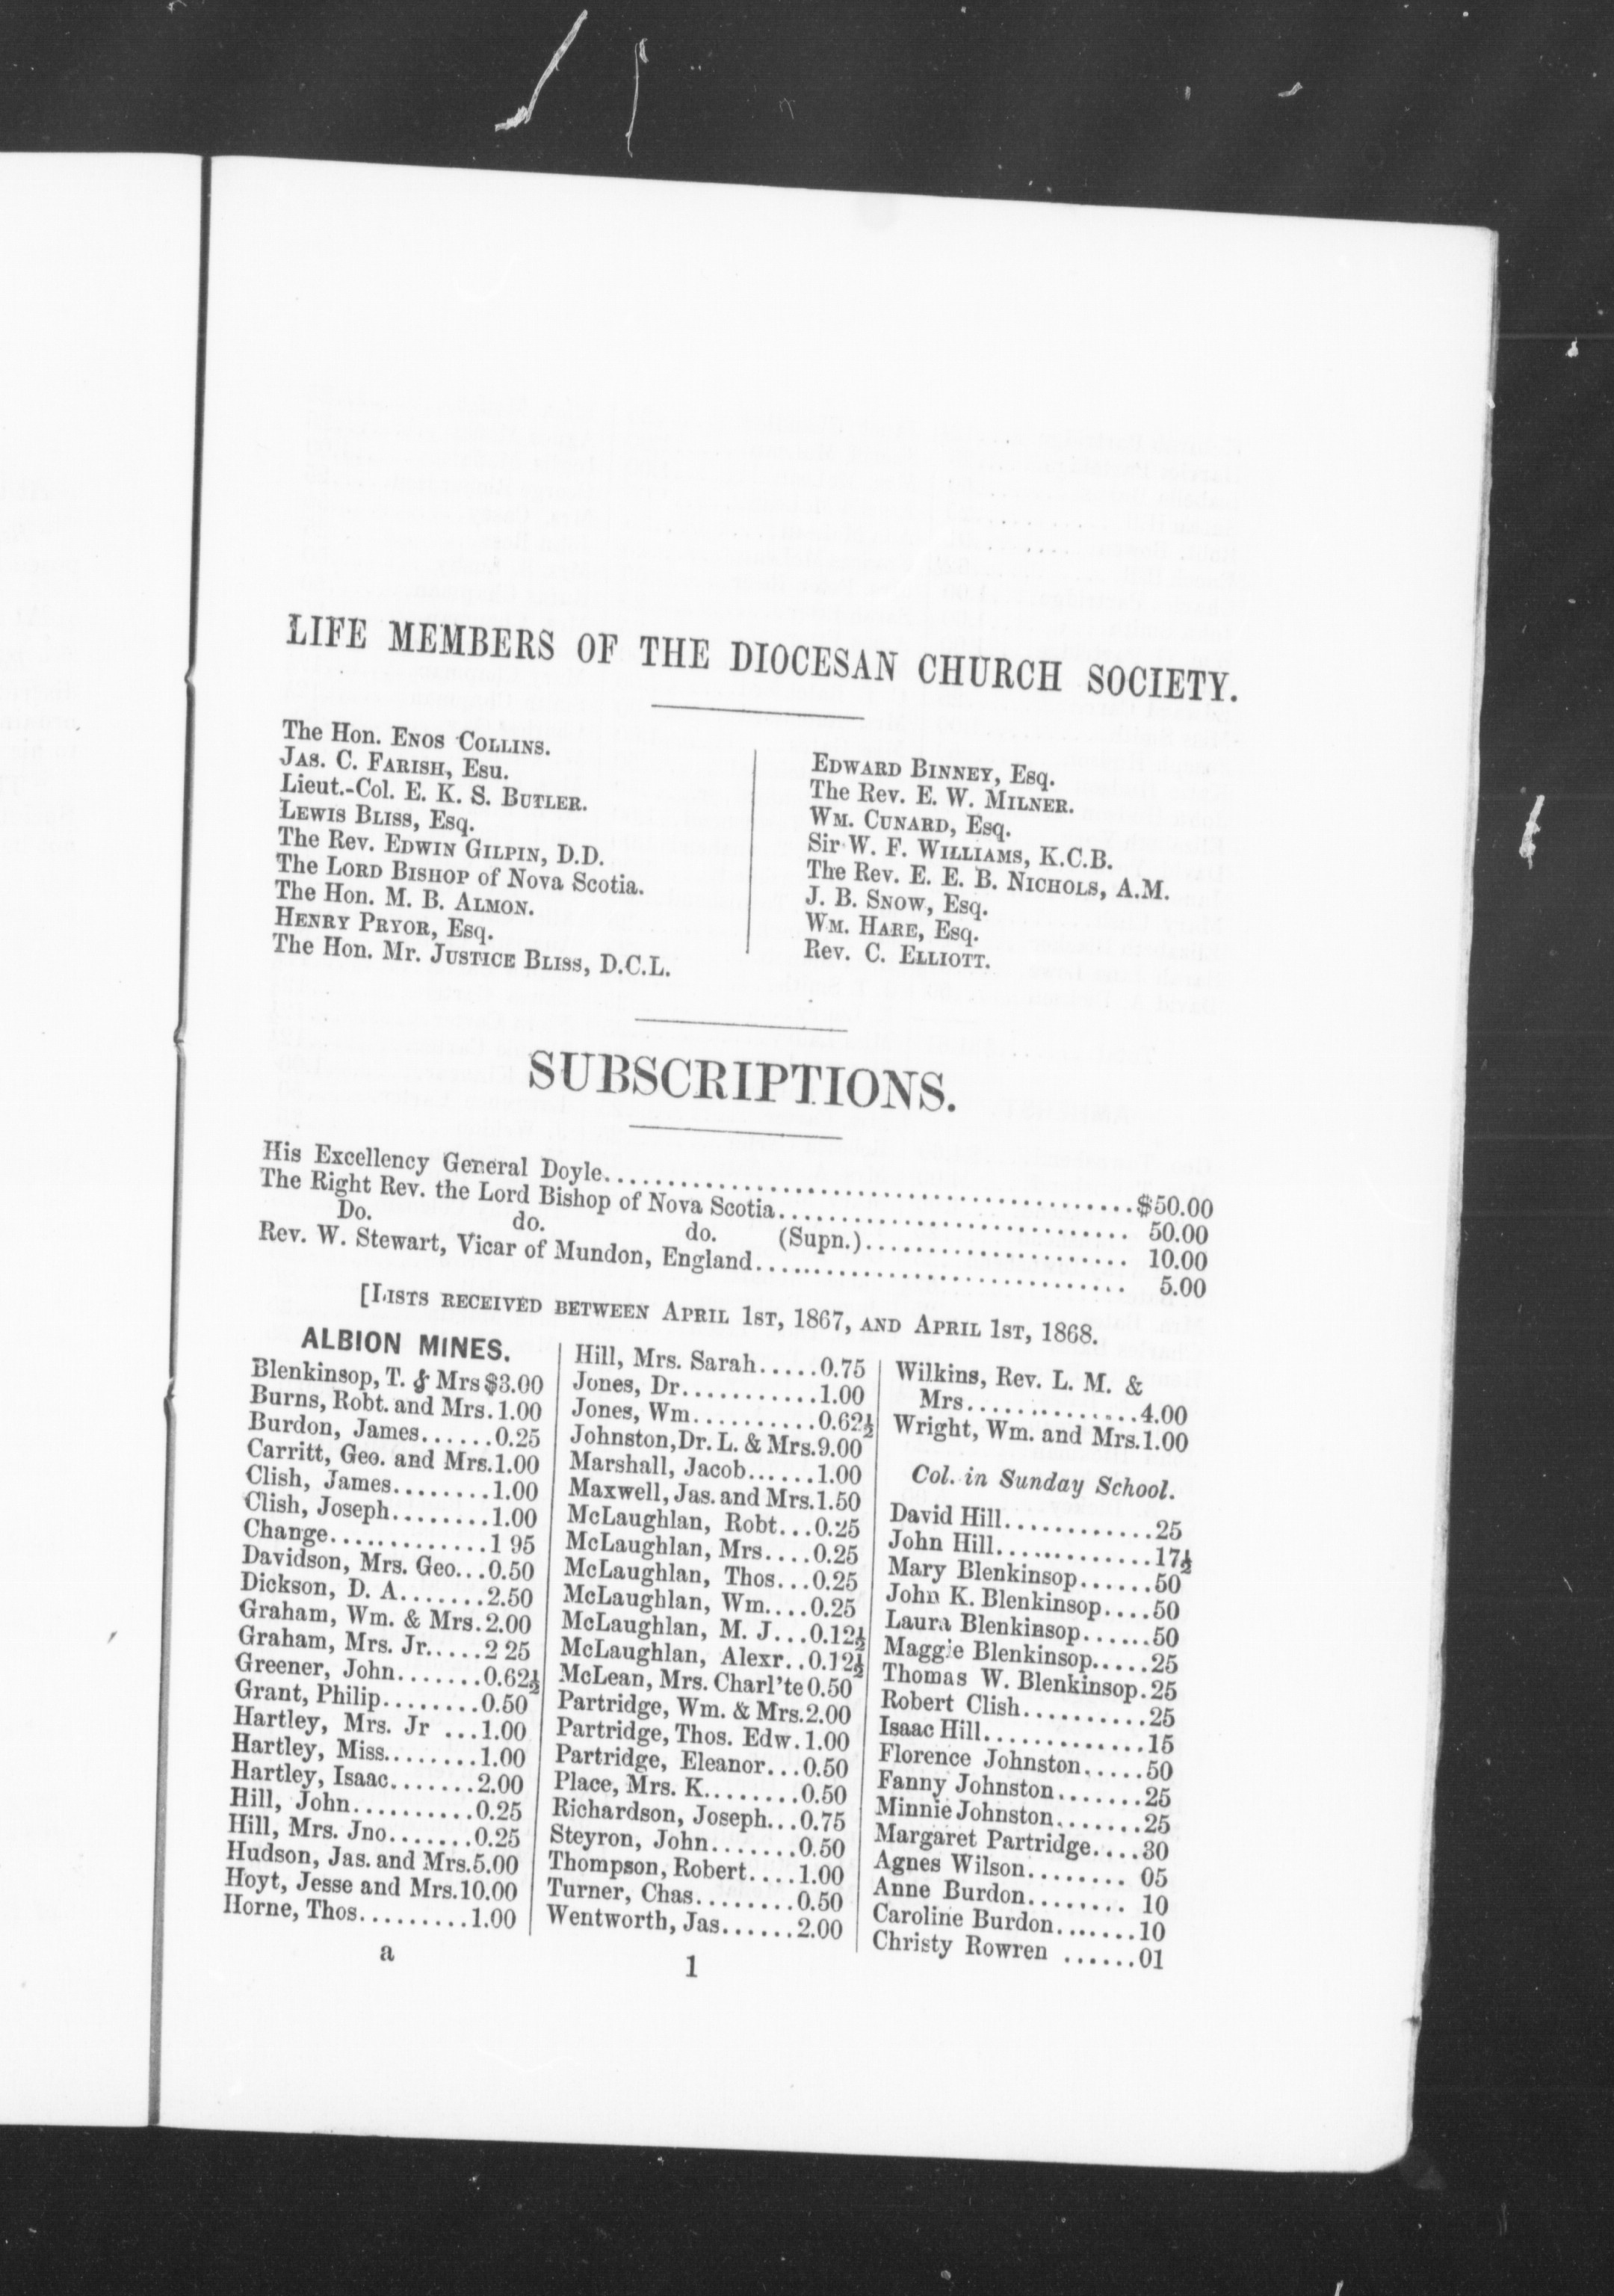 LIFE MEMBERS OF THE DIOCESAN CHURCH SOCIETY.
The Hon. ENOS COLLINS.
JAS. C. FARISH, Esu.
Lieut.-Col. E. K. S. BUTLER.
LEWIS BLISS, Esq.
The Rev. EDWIN GILPIN, D.D.
The LORD BISHOP of Nova Scotia.
The Hon. M. B. ALMON.
HENRY PRYOR, Esq.
The Hon. Mr. JUSTICE BLISS, D.C.L.
EDWARD BINNEY, Esq.
The Rev. E. W. MILNER.
WM. CUNARD, Esq.
Sir W. F. WILLIAMS, K.C.B.
The Rev. E. E. B. NICHOLS, A.M.
J. B. SNOW, Esq.
WM. HARE, Esq.
Rev. C. ELLIOTT.
SUBSCRIPTIONS.
His Excellency General Doyle........................................$50.00
The Right Rev. the Lord Bishop of Nova Scotia............................ 50.00
Do. do. do. (Supn.)..................... 10.00
Rev. W. Stewart, Vicar of Mundon, England............................. 5.00
[LISTS RECEIVED BETWEEN APRIL 1ST, 1867, AND APRIL 1ST, 1868.
ALBION MINES.
Blenkinsop, T. & Mrs $3.00
Burns, Robt. and Mrs.1.00
Burdon, James......0.25
Carritt, Geo. and Mrs.1.00
Clish, James........1.00
Clish, Joseph........1.00
Change.............1 95
Davidson, Mrs. Geo...0.50
Dickson, D. A.......2.50
Graham, Wm. & Mrs.2.00
Graham, Mrs. Jr.....2 25
Greener, John.......0.62½
Grant, Philip........0.50
Hartley, Mrs. Jr ...1.00
Hartley, Miss........1.00
Hartley, Isaac.......2.00
Hill, John..........0.25
Hill, Mrs. Jno.......0.25
Hudson, Jas. and Mrs.5.00
Hoyt, Jesse and Mrs.10.00
Horne, Thos.........1.00
Hill, Mrs. Sarah.....0.75
Jones, Dr...........1.00
Jones, Wm..........0.62½
Johnston, Dr. L. & Mrs.9.00
Marshall, Jacob......1.00
Maxwell, Jas. and Mrs.1.50
McLaughlan, Robt...0.25
McLaughlan, Mrs....0.25
McLaughlan, Thos...0.25
McLaughlan, Wm....0.25
McLaughlan, M. J...0.12½
McLaughlan, Alexr..0.12½
McLean, Mrs. Charl'te 0.50
Partridge, Wm. & Mrs.2.00
Partridge, Thos. Edw.1.00
Partridge, Eleanor...0.50
Place, Mrs. K........0.50
Richardson, Joseph...0.75
Steyron, John.......0.50
Thompson, Robert....1.00
Turner, Chas........0.50
Wentworth, Jas......2.00
Wilkins, Rev. L. M. &
Mrs..............4.00
Wright, Wm. and Mrs.1.00
Col. in Sunday School.
David Hill............25
John Hill.............17½
Mary Blenkinsop......50
John K. Blenkinsop....50
Laura Blenkinsop......50
Maggie Blenkinsop.....25
Thomas W. Blenkinsop.25
Robert Clish..........25
Isaac Hill.............15
Florence Johnston.....50
Fanny Johnston.......25
Minnie Johnston.......25
Margaret Partridge....30
Agnes Wilson........ 05
Anne Burdon........ 10
Caroline Burdon.......10
Christy Rowren ......01
a 1